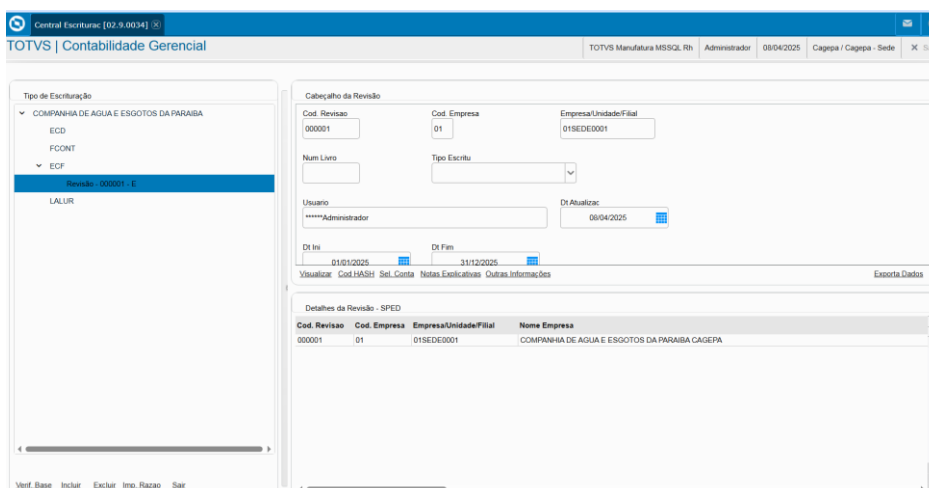 Central Escriturac [02.9.0034]
TOTVS | Contabilidade Gerencial
TOTVS Manufatura MSSQL Rh Administrador 08/04/2025 Cagepa / Cagepa - Sede X
Tipo de Escrituração
COMPANHIA DE AGUA E ESGOTOS DA PARAIBA
ECD
FCONT
ECF
Revisão - 000001 - E
LALUR
Verif. Base Incluir Excluir Imp. Razao Sair
Cabeçalho da Revisão
Cod. Revisao Cod. Empresa Empresa/Unidade/Filial
000001 01 01SEDE0001
Num Livro Tipo Escritu
Usuario Dt Atualizac
******Administrador 08/04/2025
Dt Ini Dt Fim
01/01/2025 31/12/2025
Visualizar Cod HASH Sel. Conta Notas Explicativas Outras Informações Exporta Dados
Detalhes da Revisão - SPED
Cod. Revisao Cod. Empresa Empresa/Unidade/Filial Nome Empresa
000001 01 01SEDE0001 COMPANHIA DE AGUA E ESGOTOS DA PARAIBA CAGEPA